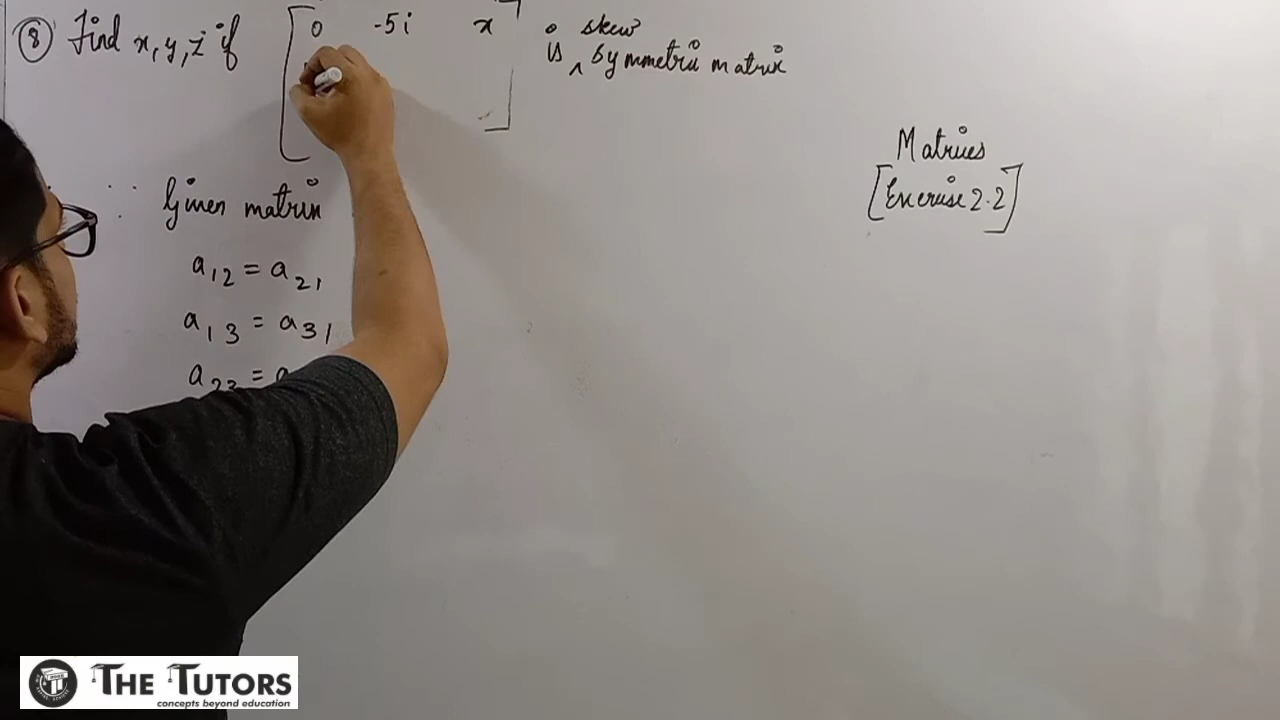 8 Find x, y, z if [ 0 -5i x ] is ^ skew symmetric matrix
Matrices
[Exercise 2.2]
∵ Given matrix
a12 = a21
a13 = a31
a23 =
THE TUTORS
concepts beyond education